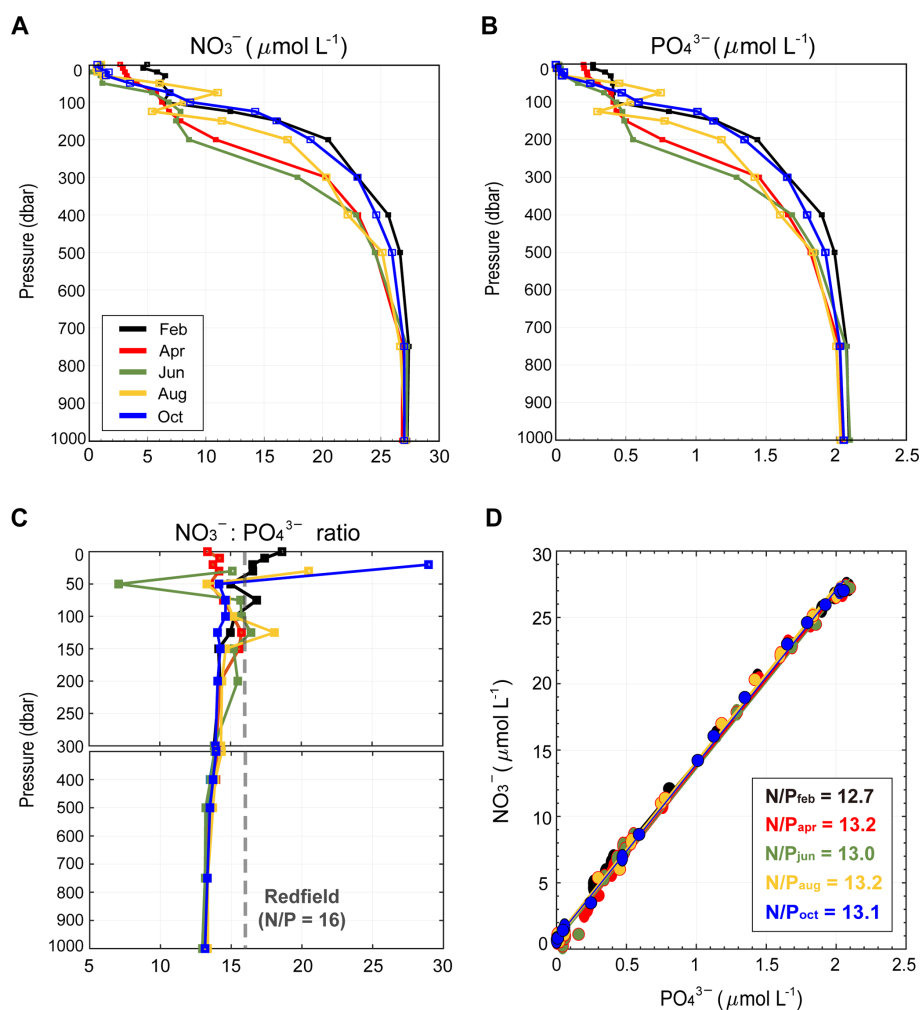 A
NO₃⁻ (μmol L⁻¹)
Pressure (dbar)
0
100
200
300
400
500
600
700
800
900
1000
0
5
10
15
20
25
30
Feb
Apr
Jun
Aug
Oct
B
PO₄³⁻ (μmol L⁻¹)
Pressure (dbar)
0
100
200
300
400
500
600
700
800
900
1000
0
0.5
1
1.5
2
2.5
C
NO₃⁻ : PO₄³⁻ ratio
Pressure (dbar)
0
50
100
150
200
250
300
400
500
600
700
800
900
1000
5
10
15
20
25
30
Redfield
(N/P = 16)
D
NO₃⁻ (μmol L⁻¹)
30
25
20
15
10
5
0
0
0.5
1
1.5
2
2.5
PO₄³⁻ (μmol L⁻¹)
N/Pfeb = 12.7
N/Papr = 13.2
N/Pjun = 13.0
N/Paug = 13.2
N/Poct = 13.1